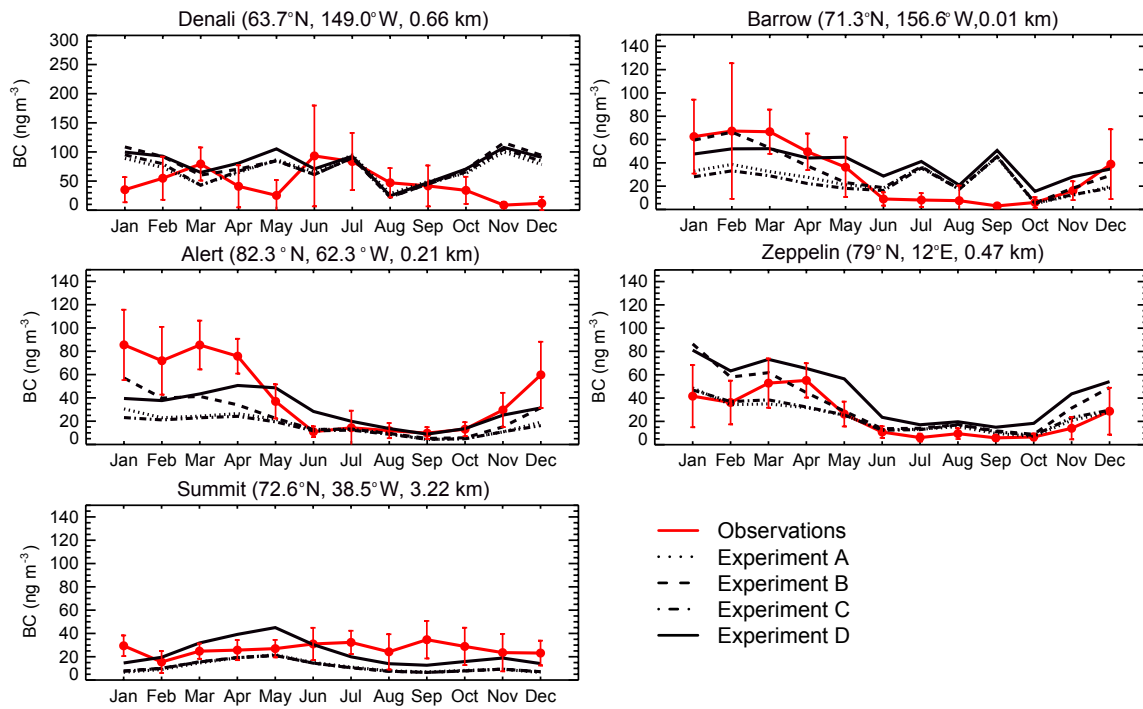 Denali (63.7°N, 149.0°W, 0.66 km)
BC (ngm-3)
300
250
200
150
100
50
0
Jan Feb Mar Apr May Jun Jul Aug Sep Oct Nov Dec
Barrow (71.3°N, 156.6°W,0.01 km)
BC (ng m-3)
140
120
100
80
60
40
20
0
Jan Feb Mar Apr May Jun Jul Aug Sep Oct Nov Dec
Alert (82.3 °N, 62.3 °W, 0.21 km)
BC (ng m-3)
140
120
100
80
60
40
20
0
Jan Feb Mar Apr May Jun Jul Aug Sep Oct Nov Dec
Zeppelin (79°N, 12°E, 0.47 km)
BC (ng m-3)
140
120
100
80
60
40
20
0
Jan Feb Mar Apr May Jun Jul Aug Sep Oct Nov Dec
Summit (72.6°N, 38.5°W, 3.22 km)
BC (ng m-3)
140
120
100
80
60
40
20
0
Jan Feb Mar Apr May Jun Jul Aug Sep Oct Nov Dec
Observations
Experiment A
Experiment B
Experiment C
Experiment D